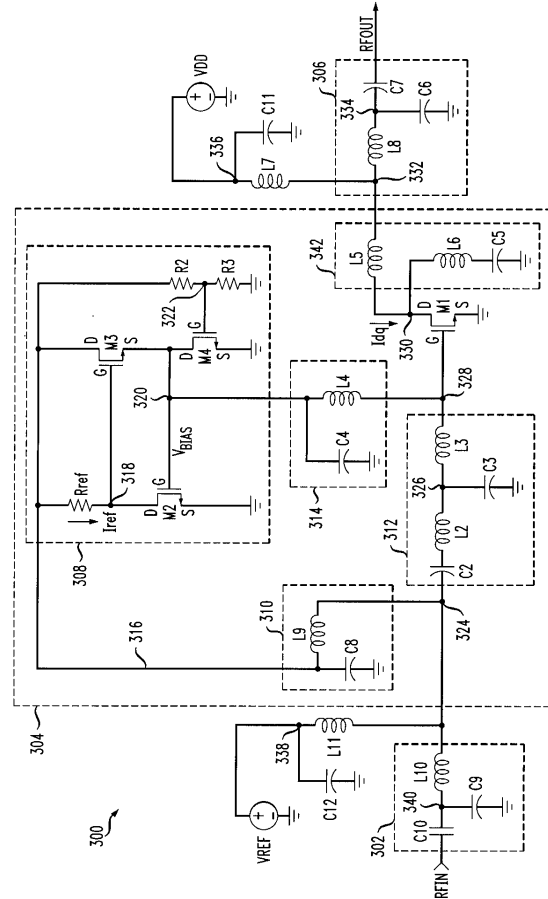 300
RFIN
302
C10
340
C9
L10
VREF
338
C12
L11
304
316
310
L9
C8
324
308
Rref
Iref
318
D
G
M2
S
VBIAS
320
D
M3
G
S
D
G
M4
S
322
R2
R3
314
C4
L4
312
C2
L2
326
C3
L3
328
Idq
330
D
M1
G
S
342
L5
L6
C5
332
336
C11
L7
VDD
306
L8
334
C7
C6
RFOUT